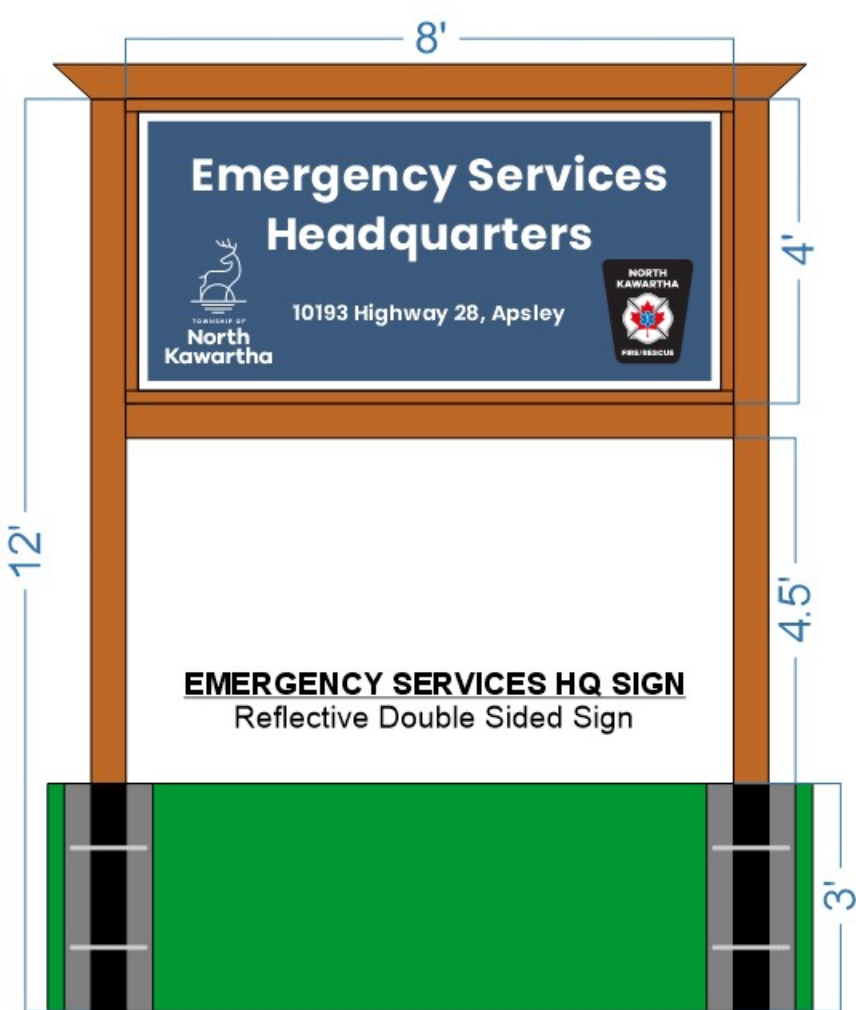 8'
Emergency Services
Headquarters
10193 Highway 28, Apsley
TOWNSHIP OF
North
Kawartha
NORTH
KAWARTHA
FIRE/RESCUE
4'
12'
4.5'
EMERGENCY SERVICES HQ SIGN
Reflective Double Sided Sign
3'